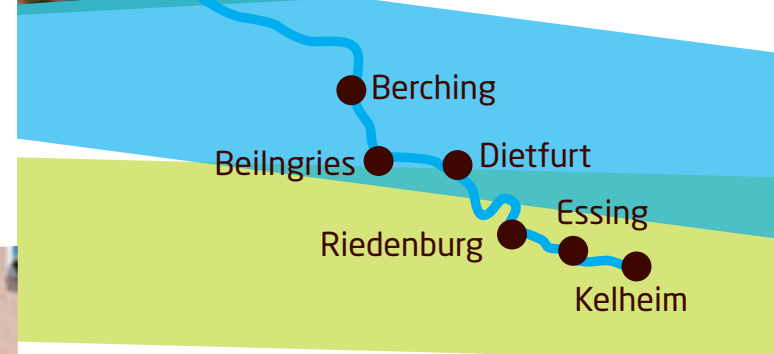 Berching
Beilngries
Dietfurt
Essing
Riedenburg
Kelheim